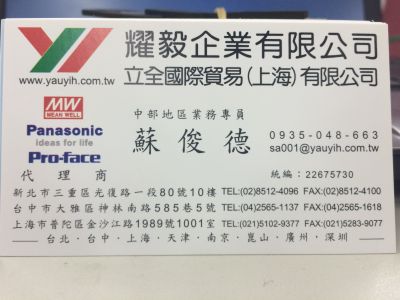 耀毅企業有限公司
立全國際貿易(上海)有限公司
www.yauyih.com.tw
MW
MEAN WELL
Panasonic
ideas for life
Pro-face
代理商
中部地區業務專員
蘇俊德
0935-048-663
sa001@yauyih.com.tw
統編：22675730
新北市三重區光復路一段80號10樓 TEL:(02)8512-4096 FAX:(02)8512-4100
台中市大雅區神林南路585巷5號 TEL:(04)2565-1137 FAX:(04)2565-1618
上海市普陀區金沙江路1989號1001室 TEL:(021)5102-9377 FAX:(021)5283-9077
台北・台中・上海・天津・南京・崑山・廣州・深圳